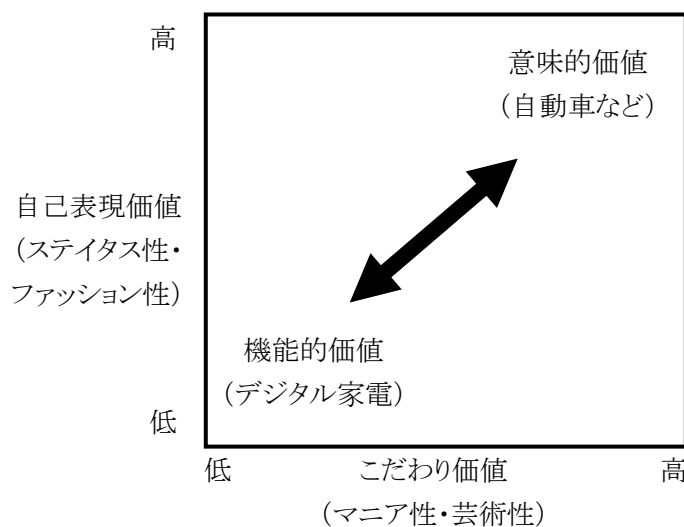 高
意味的価値
(自動車など)
自己表現価値
(ステイタス性・
ファッション性)
機能的価値
(デジタル家電)
低
低 こだわり価値 高
(マニア性・芸術性)